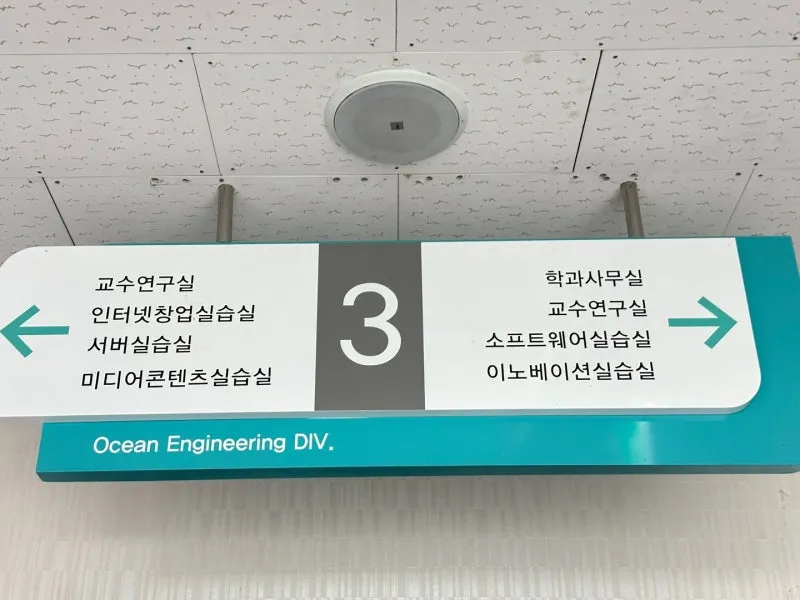 교수연구실
인터넷창업실습실
서버실습실
미디어콘텐츠실습실
3
학과사무실
교수연구실
소프트웨어실습실
이노베이션실습실
Ocean Engineering DIV.